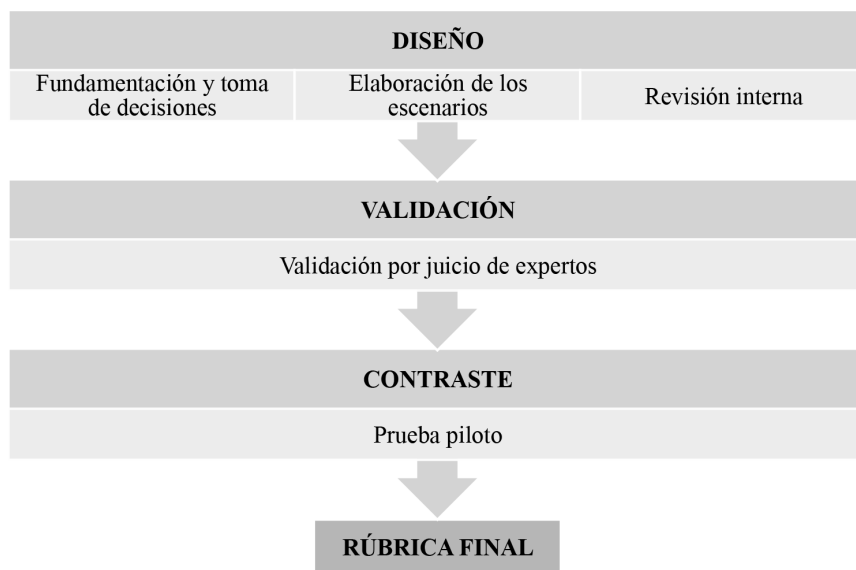 DISEÑO
Fundamentación y toma
de decisiones
Elaboración de los
escenarios
Revisión interna
VALIDACIÓN
Validación por juicio de expertos
CONTRASTE
Prueba piloto
RÚBRICA FINAL